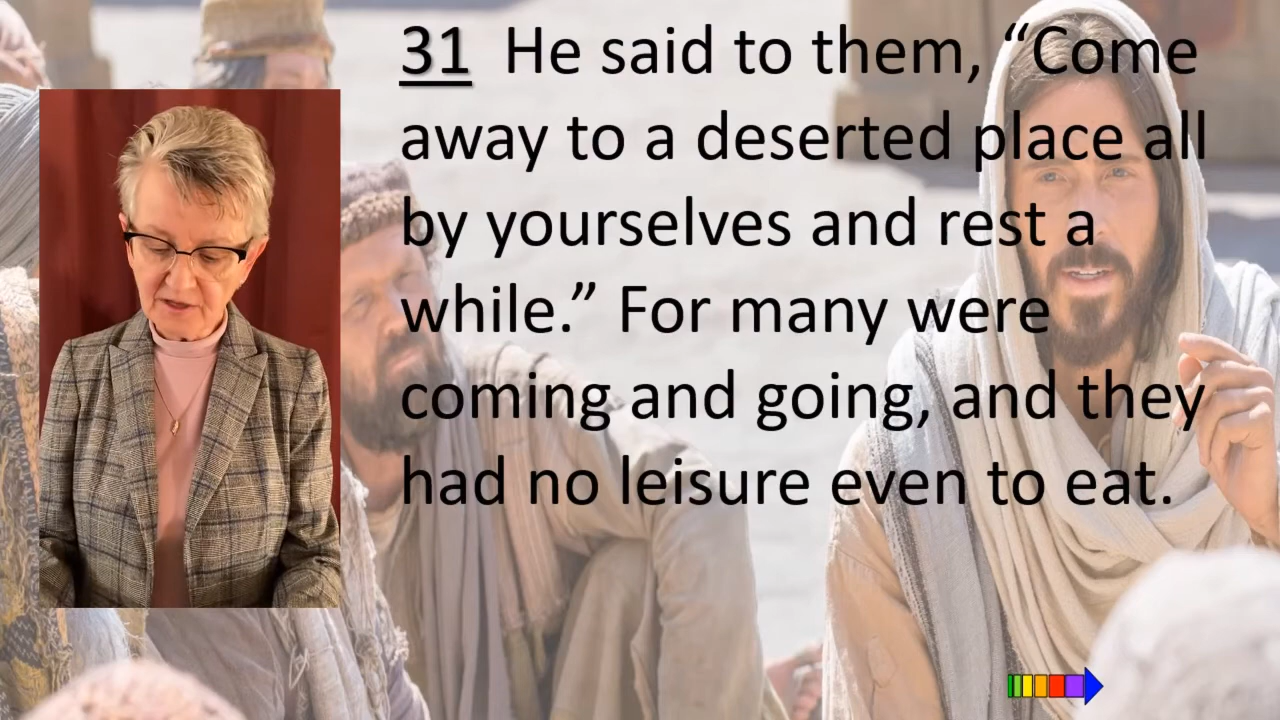 31 He said to them, “Come
away to a deserted place all
by yourselves and rest a
while.” For many were
coming and going, and they
had no leisure even to eat.